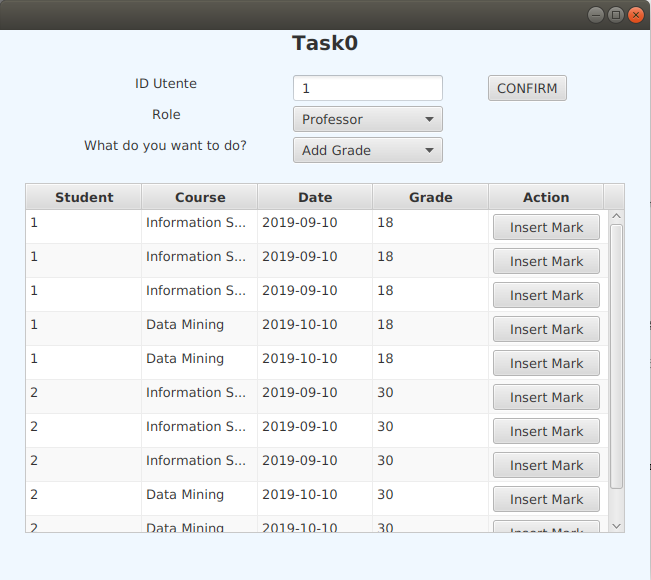 Task0
ID Utente 1 CONFIRM
Role Professor
What do you want to do? Add Grade
Student Course Date Grade Action
1 Information S... 2019-09-10 18 Insert Mark
1 Information S... 2019-09-10 18 Insert Mark
1 Information S... 2019-09-10 18 Insert Mark
1 Data Mining 2019-10-10 18 Insert Mark
1 Data Mining 2019-10-10 18 Insert Mark
2 Information S... 2019-09-10 30 Insert Mark
2 Information S... 2019-09-10 30 Insert Mark
2 Information S... 2019-09-10 30 Insert Mark
2 Data Mining 2019-10-10 30 Insert Mark
2 Data Mining 2019-10-10 30 Insert Mark